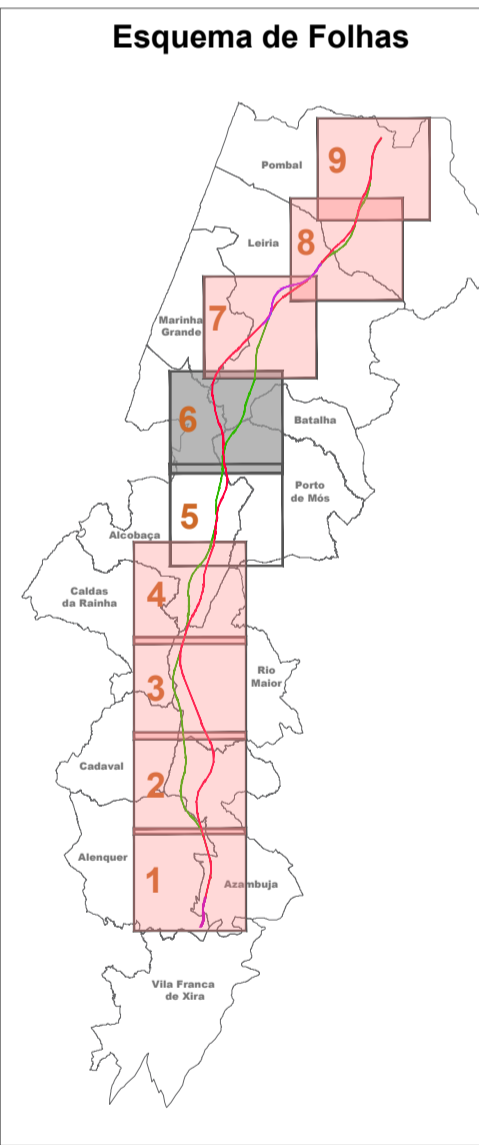 Esquema de Folhas
9
Pombal
8
Leiria
7
Marinha
Grande
6
Batalha
Porto
de Mós
5
Alcobaça
4
Caldas
da Rainha
Rio
Maior
3
Cadaval
2
Alenquer
1
Azambuja
Vila Franca
de Xira